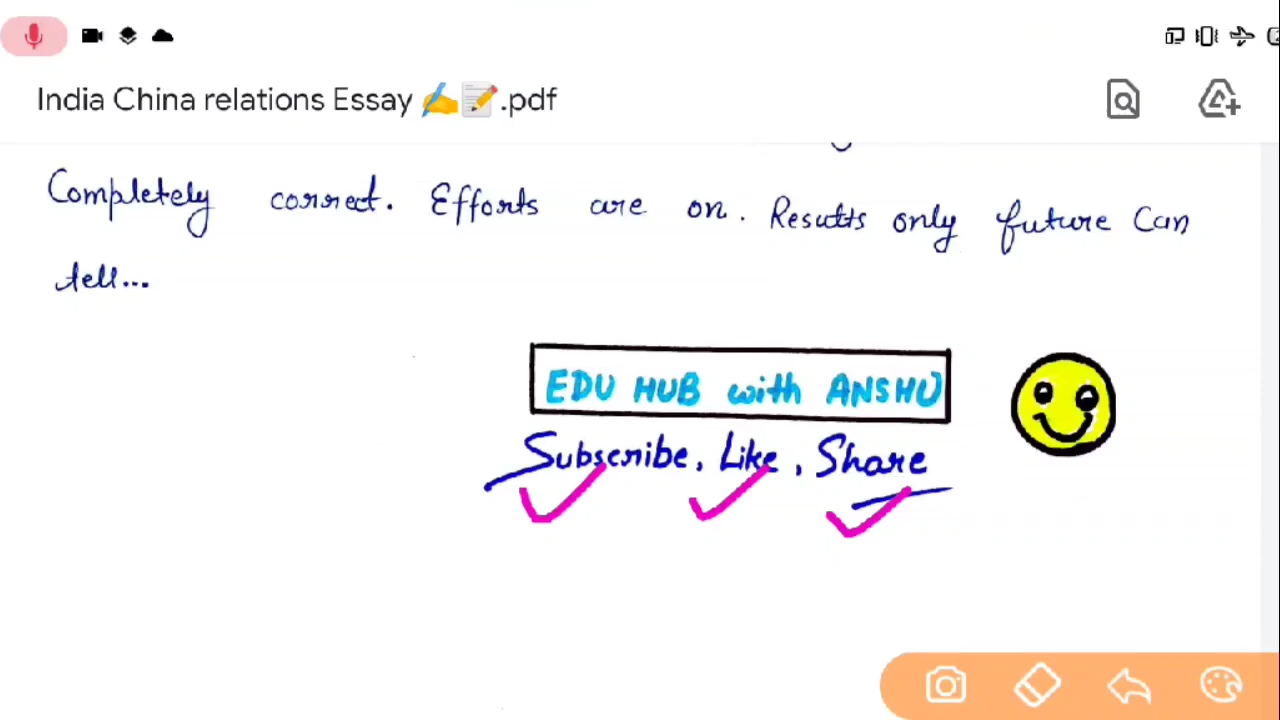 India China relations Essay ✍️📝.pdf
Completely correct. Efforts are on. Results only future Can
tell...
EDU HUB with ANSHU
Subscribe, Like, Share